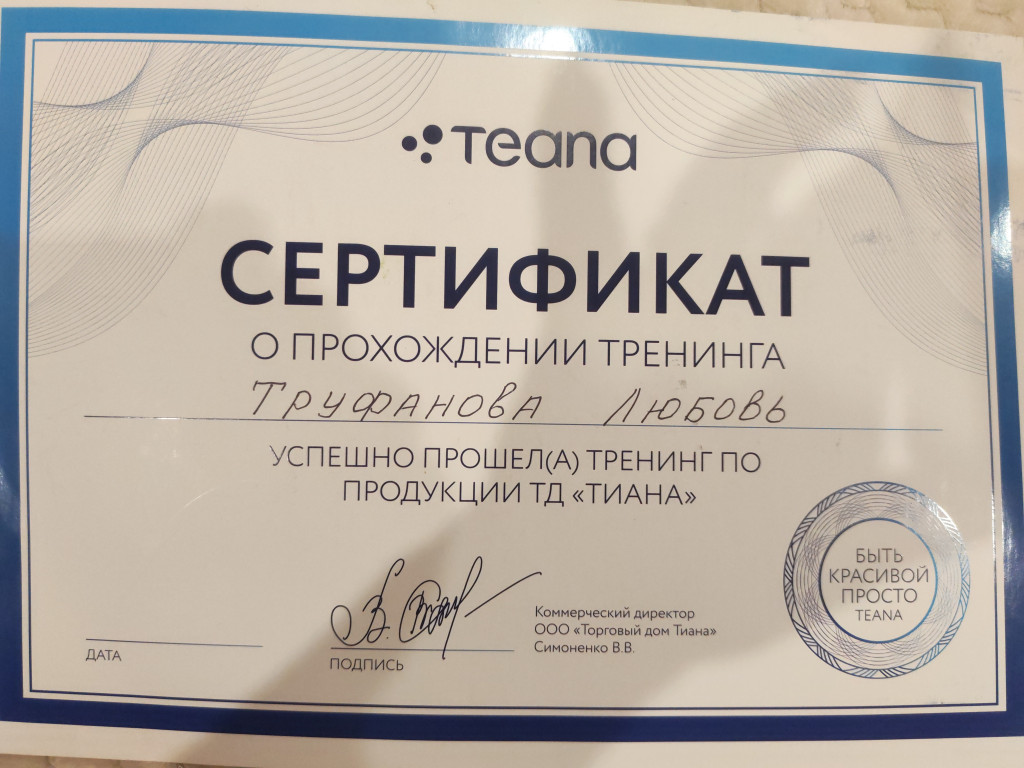 Teana
СЕРТИФИКАТ
О ПРОХОЖДЕНИИ ТРЕНИНГА
Труфанова Любовь
УСПЕШНО ПРОШЕЛ(А) ТРЕНИНГ ПО
ПРОДУКЦИИ ТД «ТИАНА»
БЫТЬ
КРАСИВОЙ
ПРОСТО
TEANA
Коммерческий директор
ООО «Торговый дом Тиана»
Симоненко В.В.
ДАТА
ПОДПИСЬ